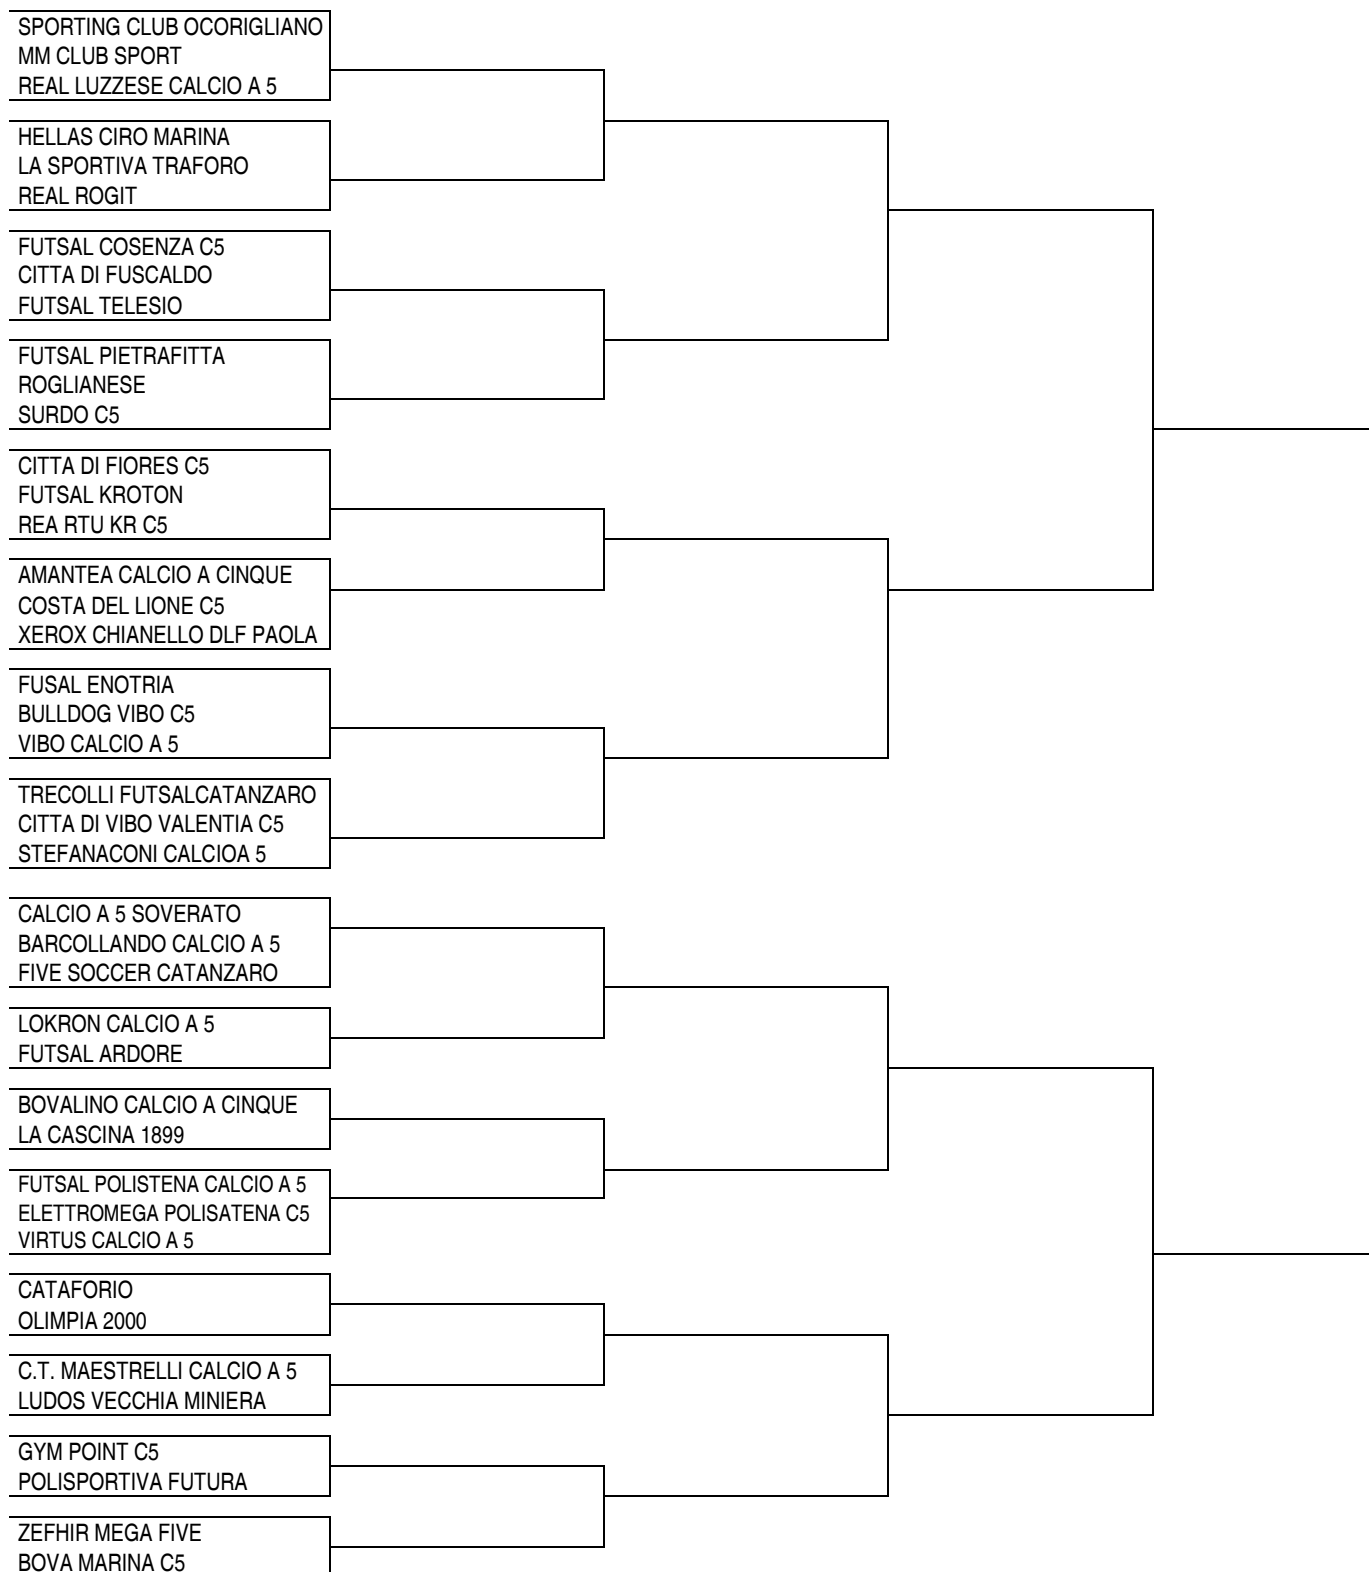 SPORTING CLUB OCORIGLIANO
MM CLUB SPORT
REAL LUZZESE CALCIO A 5
HELLAS CIRO MARINA
LA SPORTIVA TRAFORO
REAL ROGIT
FUTSAL COSENZA C5
CITTA DI FUSCALDO
FUTSAL TELESIO
FUTSAL PIETRAFITTA
ROGLIANESE
SURDO C5
CITTA DI FIORES C5
FUTSAL KROTON
REA RTU KR C5
AMANTEA CALCIO A CINQUE
COSTA DEL LIONE C5
XEROX CHIANELLO DLF PAOLA
FUSAL ENOTRIA
BULLDOG VIBO C5
VIBO CALCIO A 5
TRECOLLI FUTSALCATANZARO
CITTA DI VIBO VALENTIA C5
STEFANACONI CALCIOA 5
CALCIO A 5 SOVERATO
BARCOLLANDO CALCIO A 5
FIVE SOCCER CATANZARO
LOKRON CALCIO A 5
FUTSAL ARDORE
BOVALINO CALCIO A CINQUE
LA CASCINA 1899
FUTSAL POLISTENA CALCIO A 5
ELETTROMEGA POLISATENA C5
VIRTUS CALCIO A 5
CATAFORIO
OLIMPIA 2000
C.T. MAESTRELLI CALCIO A 5
LUDOS VECCHIA MINIERA
GYM POINT C5
POLISPORTIVA FUTURA
ZEFHIR MEGA FIVE
BOVA MARINA C5